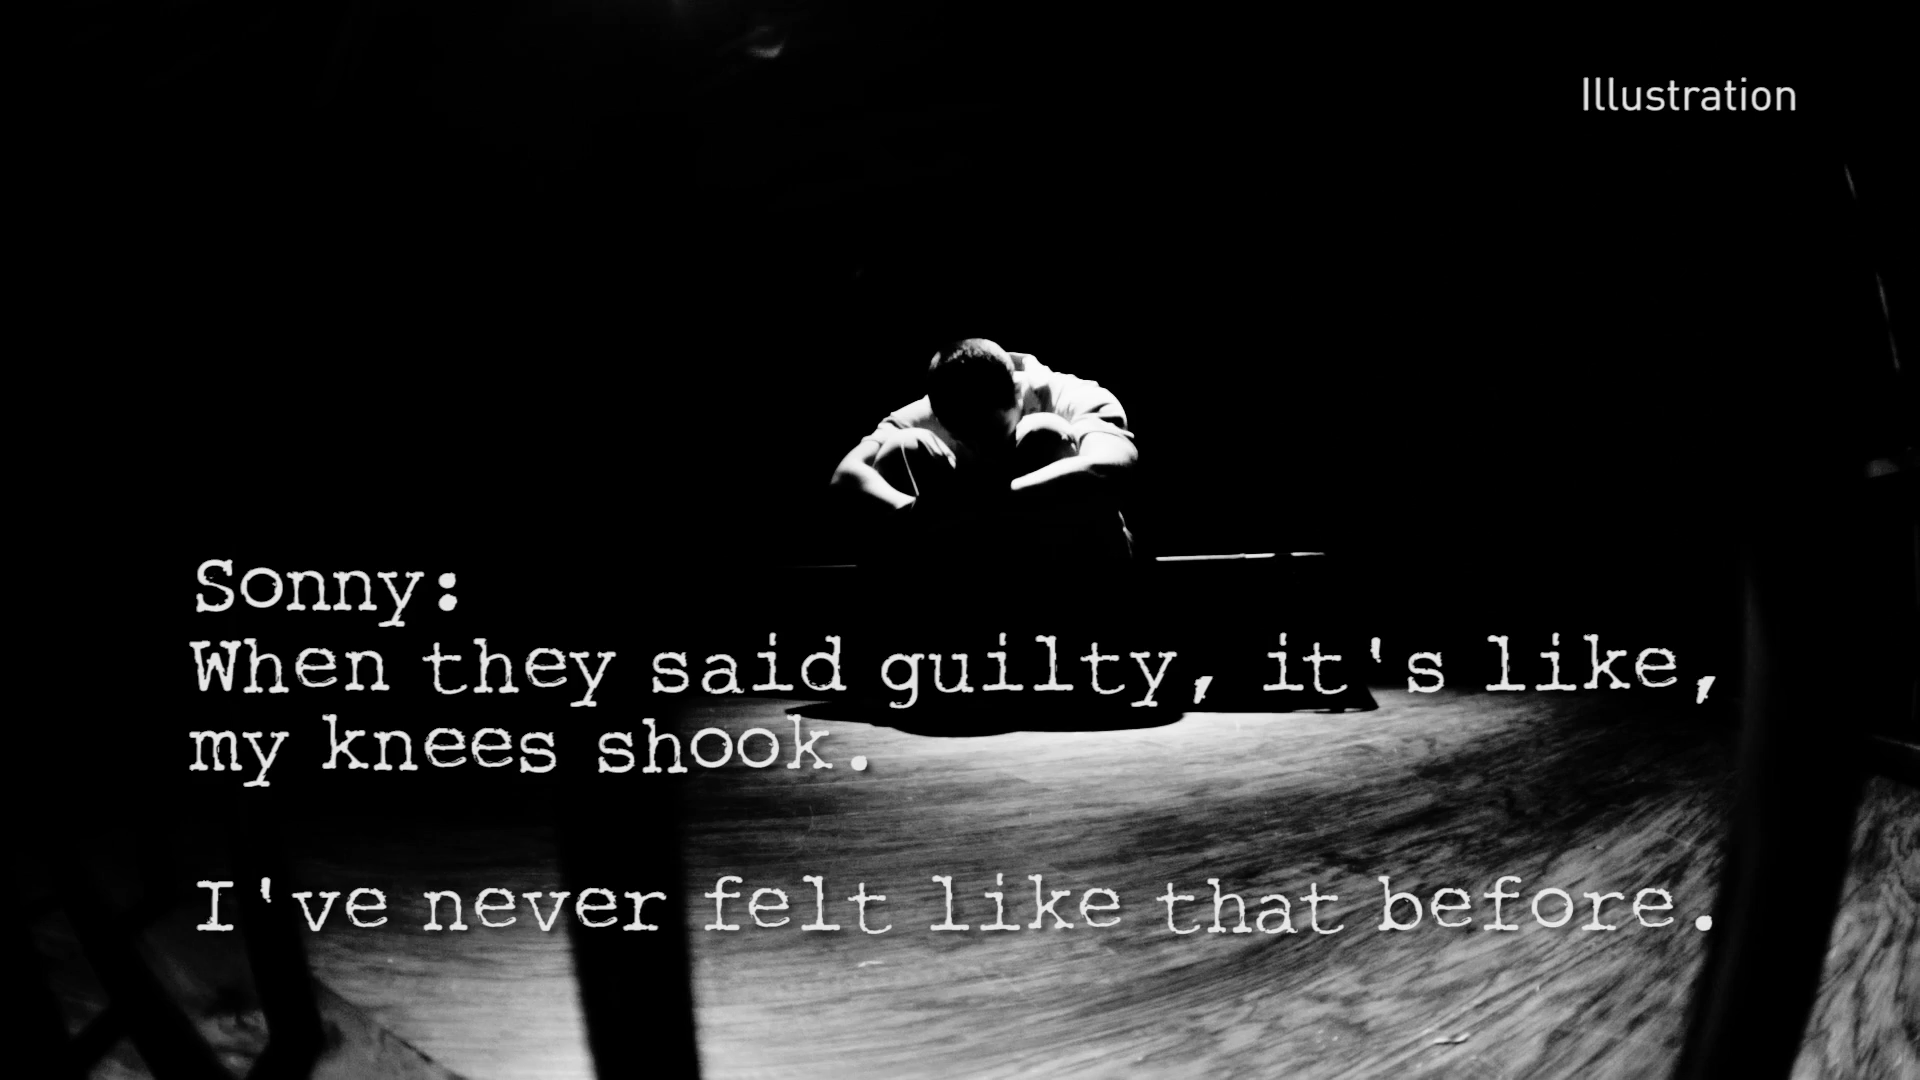 Illustration
Sonny:
When they said guilty, it's like,
my knees shook.
I've never felt like that before.